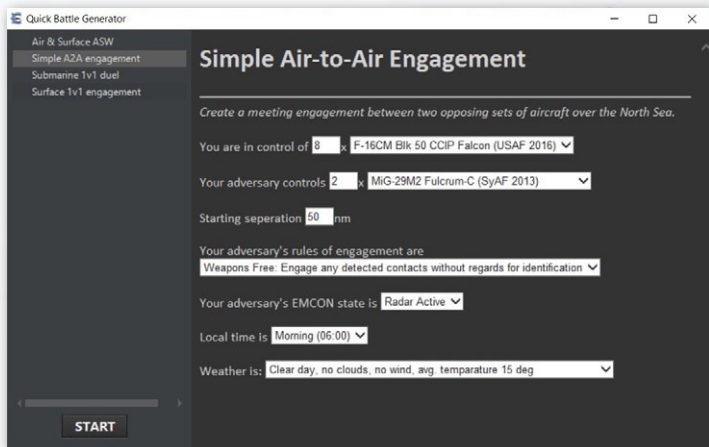 Quick Battle Generator
Air & Surface ASW
Simple A2A engagement
Submarine 1v1 duel
Surface 1v1 engagement
START
Simple Air-to-Air Engagement
Create a meeting engagement between two opposing sets of aircraft over the North Sea.
You are in control of 8 x F-16CM Blk 50 CCIP Falcon (USAF 2016)
Your adversary controls 2 x MiG-29M2 Fulcrum-C (SyAF 2013)
Starting seperation 50 nm
Your adversary's rules of engagement are
Weapons Free: Engage any detected contacts without regards for identification
Your adversary's EMCON state is Radar Active
Local time is Morning (06:00)
Weather is: Clear day, no clouds, no wind, avg. temparature 15 deg